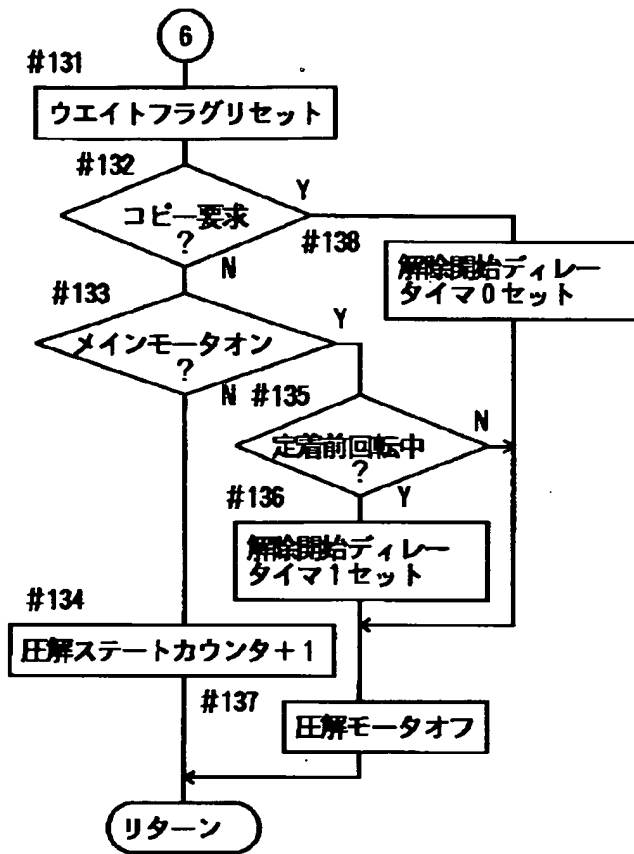 6
#131
ウエイトフラグリセット
#132
コピー要求
?
Y
N
#138
解除開始ディレー
タイマ0セット
#133
メインモータオン
?
Y
N
#135
定着前回転中
?
N
Y
#136
解除開始ディレー
タイマ1セット
#134
圧解ステートカウンタ+1
#137
圧解モータオフ
リターン